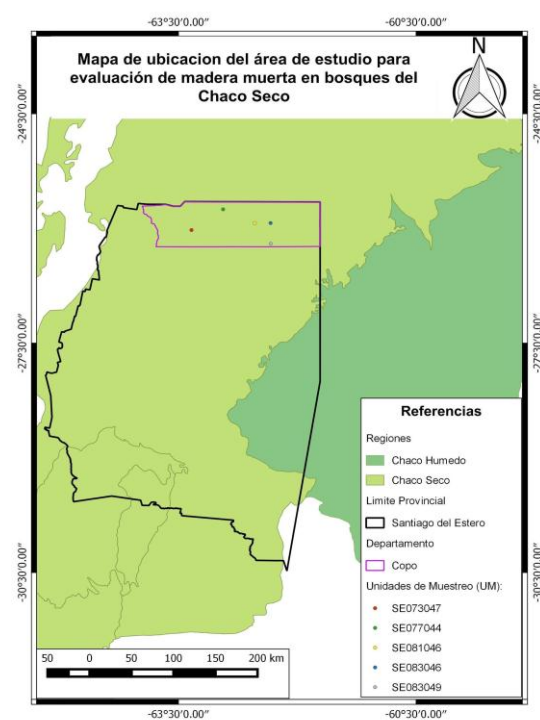 -63°30'0.00"
-60°30'0.00"
Mapa de ubicacion del área de estudio para
evaluación de madera muerta en bosques del
Chaco Seco
N
-24°30'0.00"
-24°30'0.00"
-27°30'0.00"
-27°30'0.00"
-30°30'0.00"
-30°30'0.00"
Referencias
Regiones
Chaco Humedo
Chaco Seco
Limite Provincial
Santiago del Estero
Departamento
Copo
Unidades de Muestreo (UM):
SE073047
SE077044
SE081046
SE083046
SE083049
50 0 50 100 150 200 km
-63°30'0.00"
-60°30'0.00"